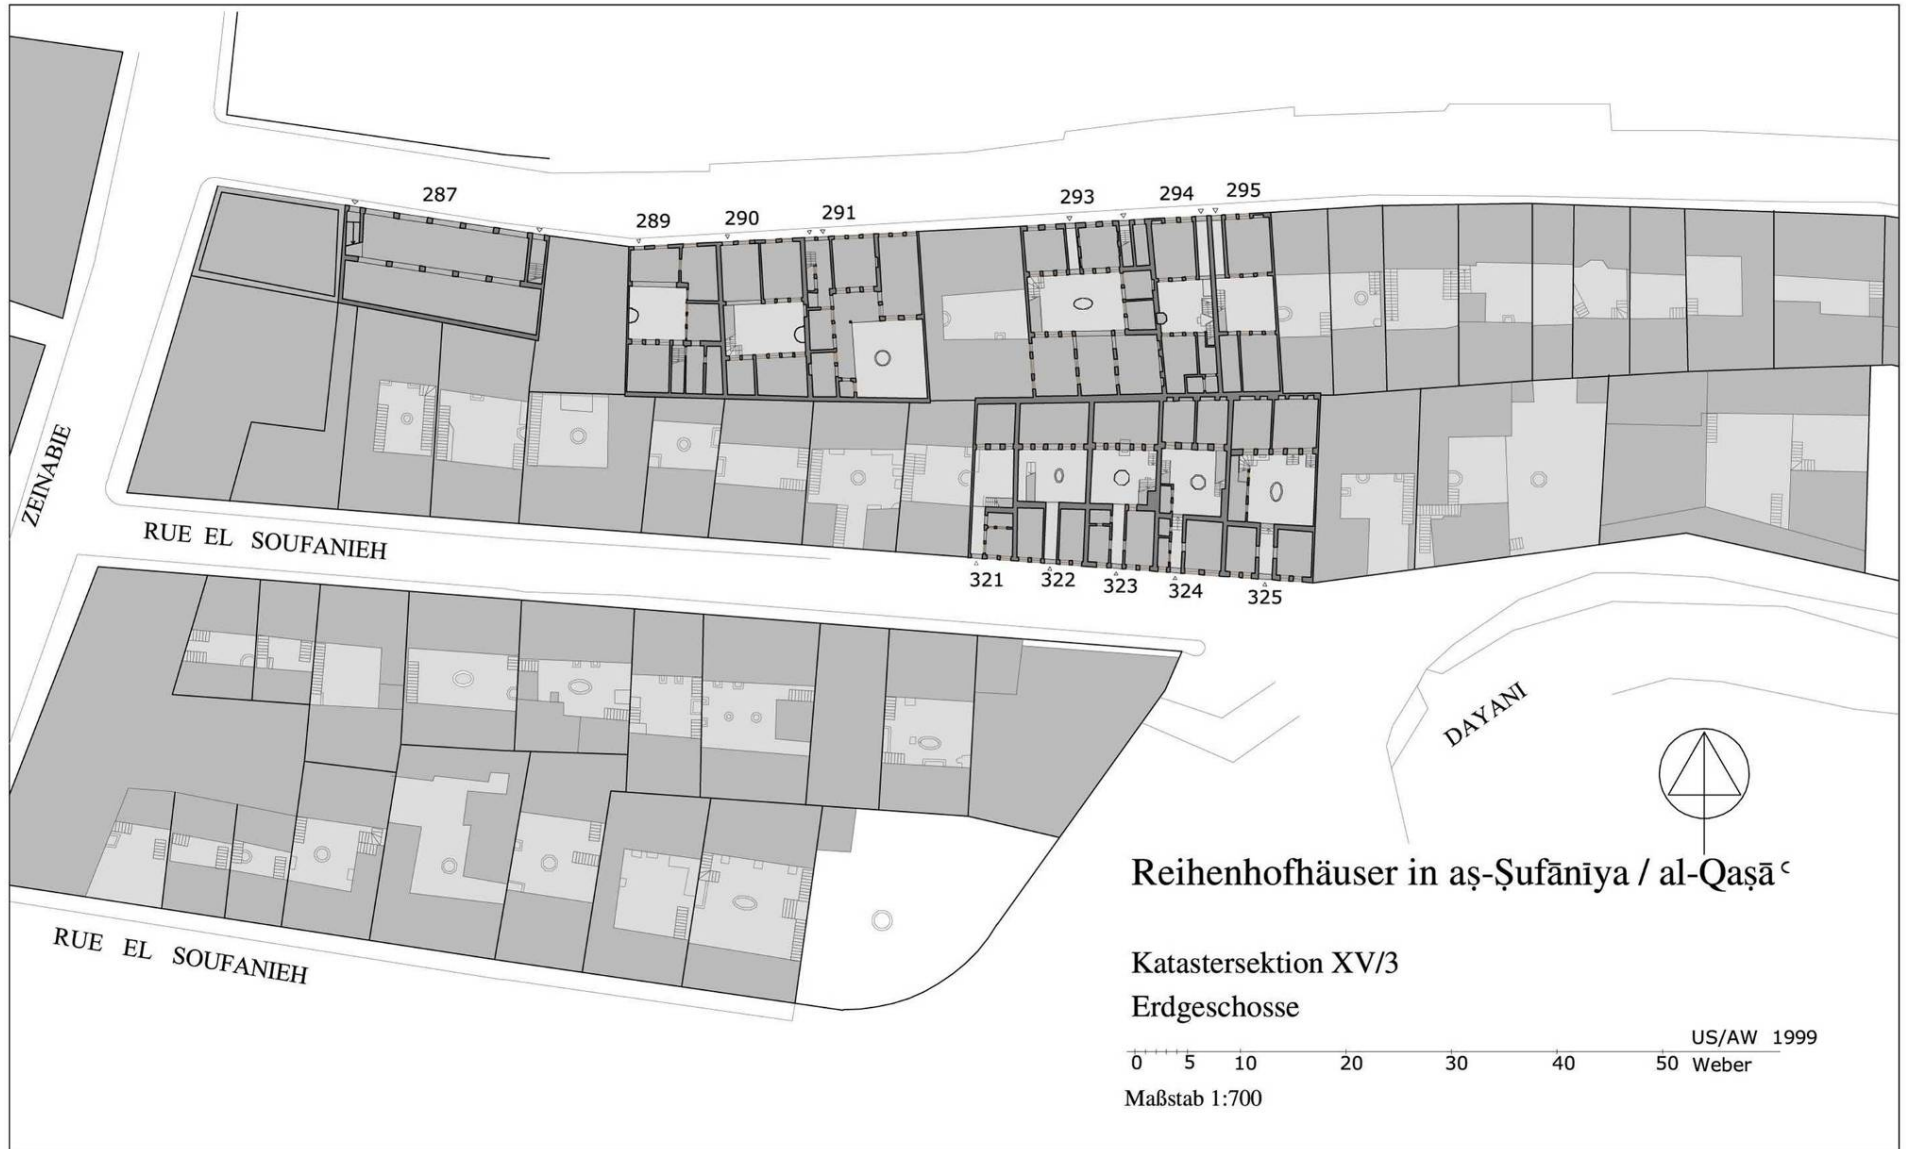 287
289
290
291
293
294
295
ZEINABIE
RUE EL SOUFANIEH
321
322
323
324
325
DAYANI
RUE EL SOUFANIEH
Reihenhofhäuser in aṣ-Ṣufānīya / al-Qaṣāʿ
Katastersektion XV/3
Erdgeschosse
US/AW 1999
0 5 10 20 30 40 50 Weber
Maßstab 1:700